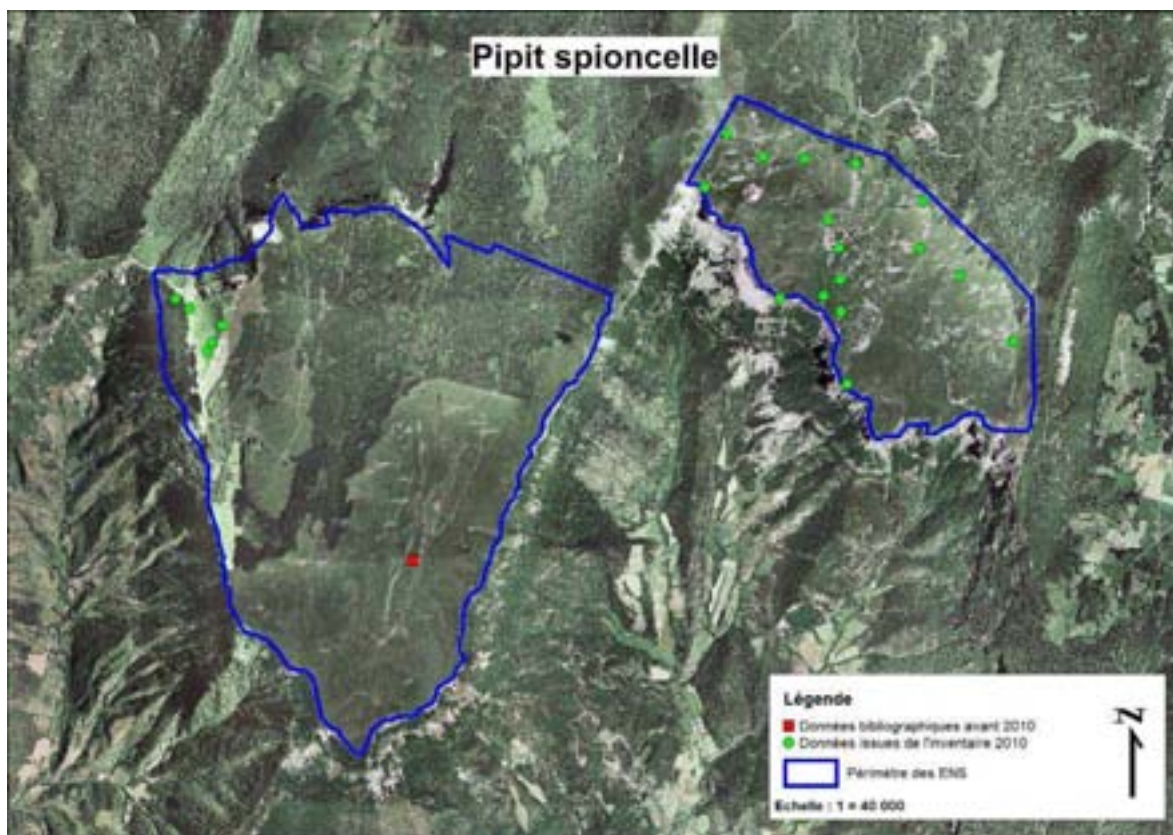 Pipit spioncelle
Légende
Données bibliographiques avant 2010
Données issues de l'inventaire 2010
Périmètre des ENS
Echelle : 1 = 40 000
N